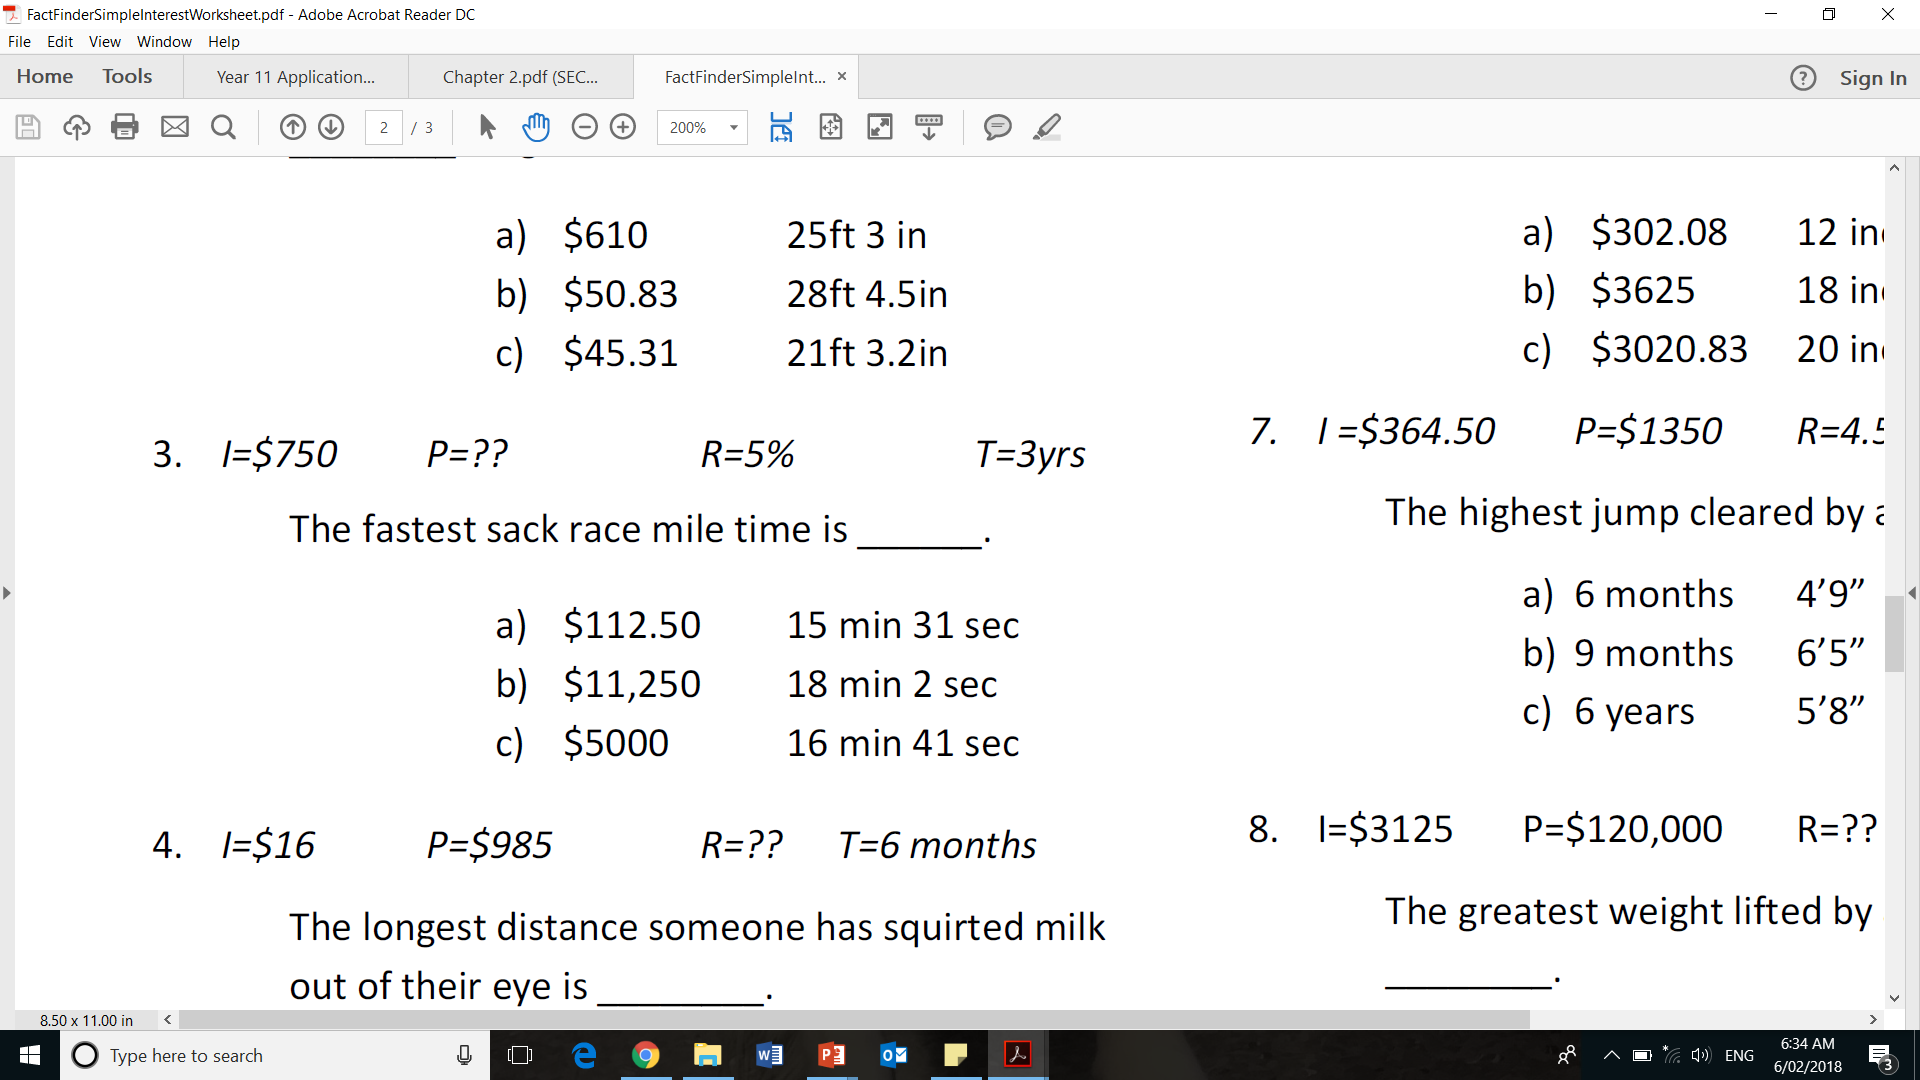 FactFinderSimpleInterestWorksheet.pdf - Adobe Acrobat Reader DC
File Edit View Window Help
Home Tools Year 11 Application... Chapter 2.pdf (SEC... FactFinderSimpleInt... × ? Sign In
2 / 3 200%
a) $610 25ft 3 in
b) $50.83 28ft 4.5in
c) $45.31 21ft 3.2in
3. I=$750 P=?? R=5% T=3yrs
The fastest sack race mile time is ______.
a) $112.50 15 min 31 sec
b) $11,250 18 min 2 sec
c) $5000 16 min 41 sec
4. I=$16 P=$985 R=?? T=6 months
The longest distance someone has squirted milk
out of their eye is ________.
a) $302.08 12 in
b) $3625 18 in
c) $3020.83 20 in
7. I =$364.50 P=$1350 R=4.5
The highest jump cleared by a
a) 6 months 4’9”
b) 9 months 6’5”
c) 6 years 5’8”
8. I=$3125 P=$120,000 R=??
The greatest weight lifted by
________.
8.50 x 11.00 in
Type here to search
ENG
6:34 AM
6/02/2018
3